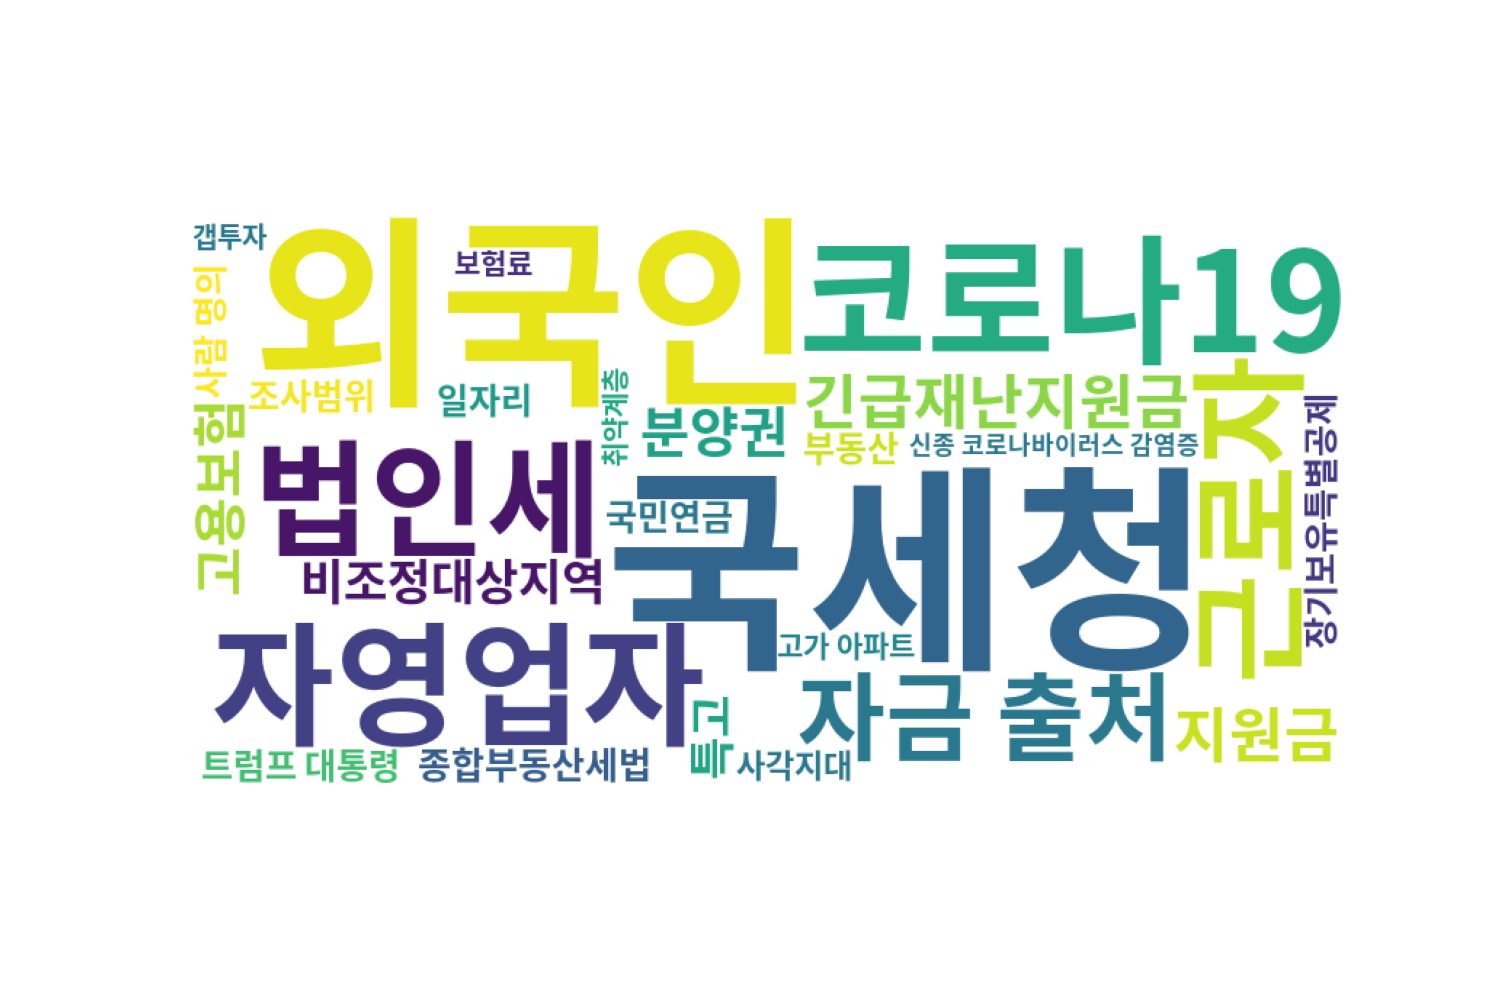 갭투자
외국인
보험료
코로나19
사람 명의
조사범위
일자리
취약계층
분양권
긴급재난지원금
부동산
신종 코로나바이러스 감염증
근로자
장기보유특별공제
고용보험
법인세
국민연금
국세청
비조정대상지역
자영업자
고가 아파트
특고
자금 출처
지원금
트럼프 대통령
종합부동산세법
사각지대